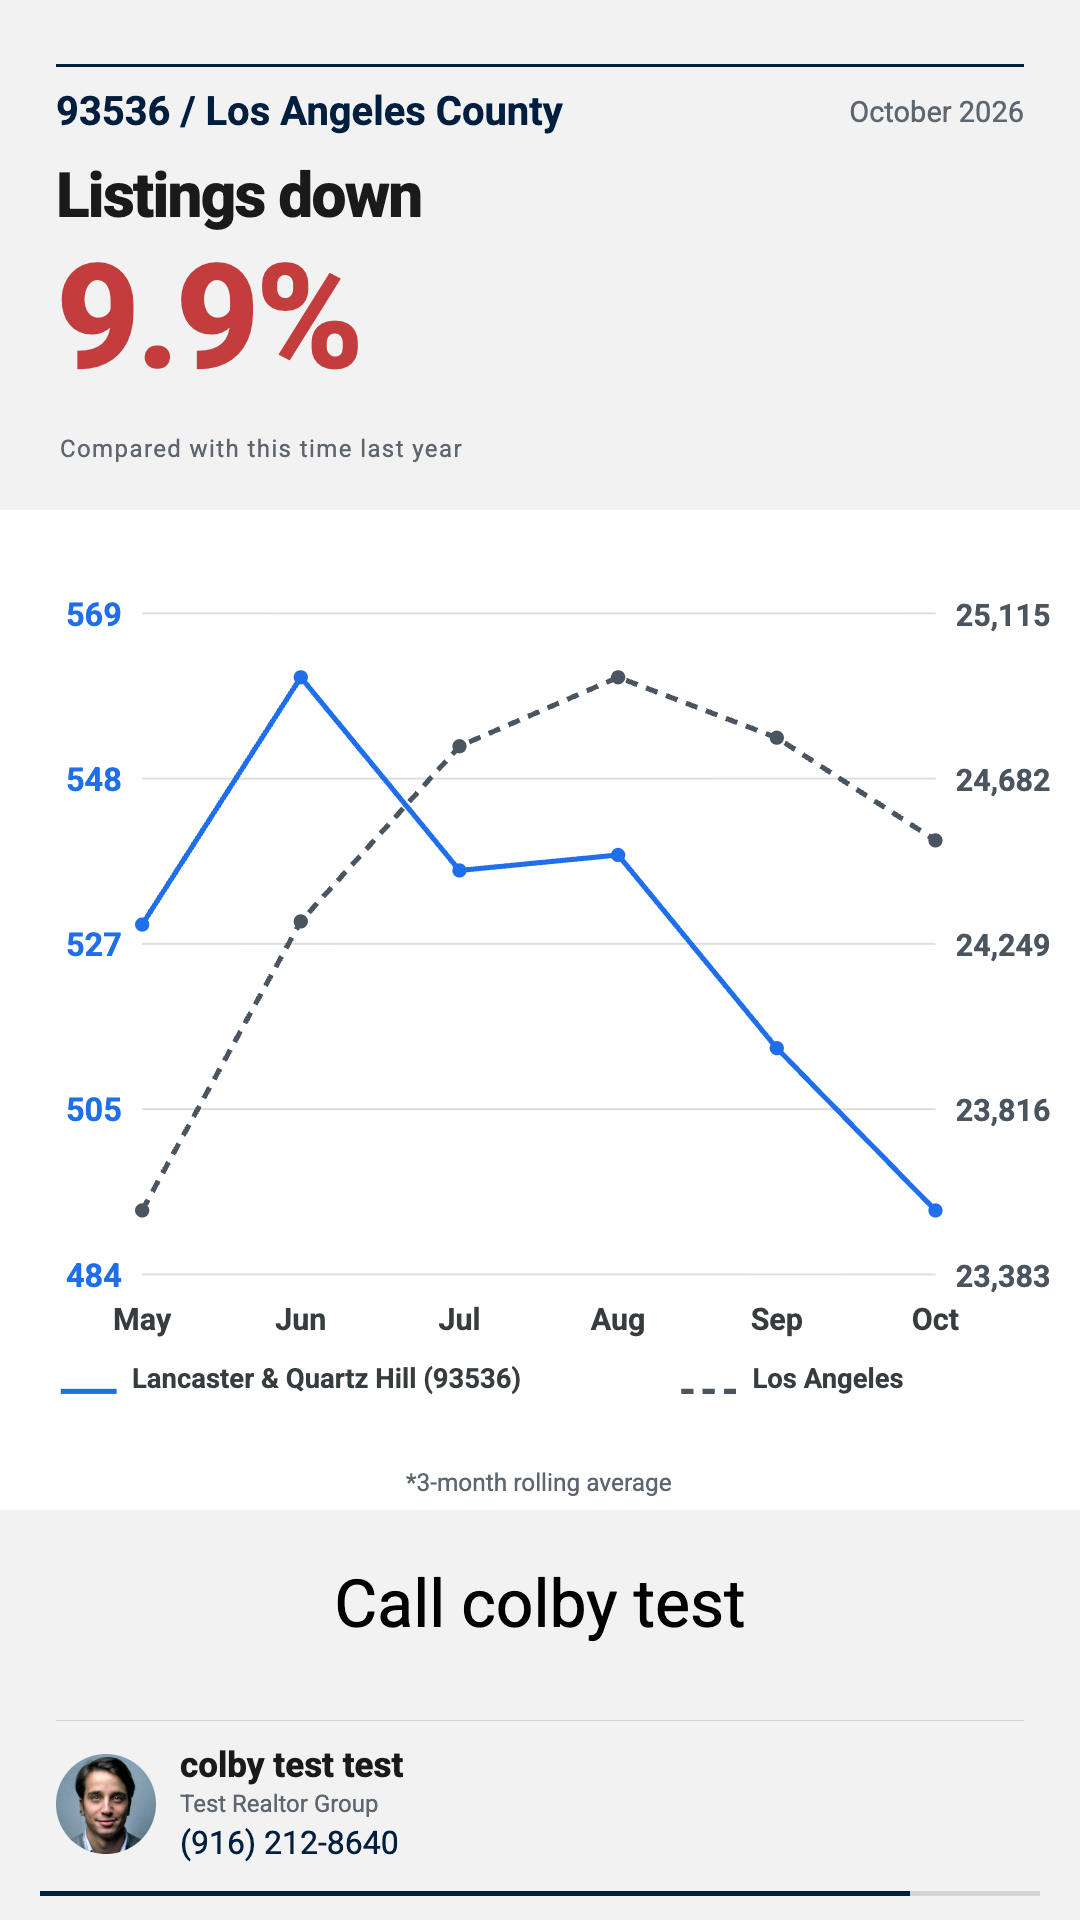 93536 / Los Angeles County
October 2026
Listings down
9.9%
Compared with this time last year
569
25,115
548
24,682
527
24,249
505
23,816
484
23,383
May Jun Jul Aug Sep Oct
Lancaster & Quartz Hill (93536)
Los Angeles
*3-month rolling average
Call colby test
colby test test
Test Realtor Group
(916) 212-8640